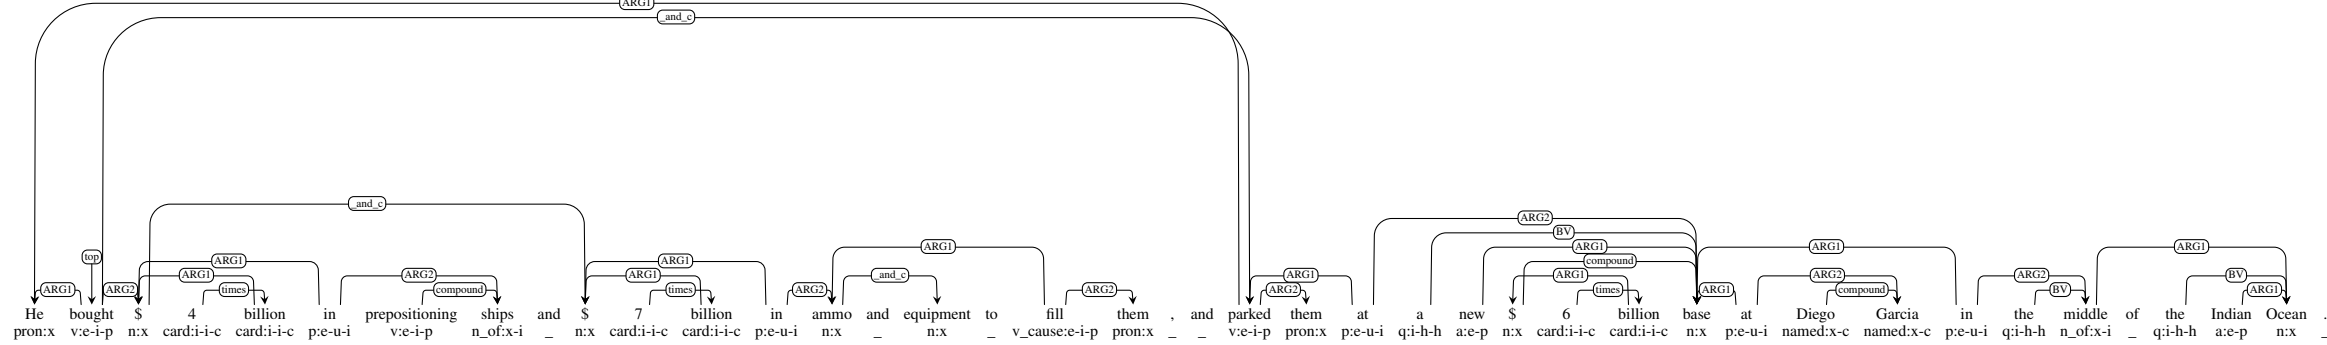 ARG1
_and_c
_and_c
ARG2
BV
ARG1 ARG1 ARG1
top compound
ARG1 ARG1
ARG1 ARG2 ARG1 _and_c ARG1 ARG1 ARG2 ARG2 BV
ARG1 ARG2 times compound times ARG2 ARG2 ARG2 times ARG1 compound BV ARG1
He bought $ 4 billion in prepositioning ships and $ 7 billion in ammo and equipment to fill them , and parked them at a new $ 6 billion base at Diego Garcia in the middle of the Indian Ocean .
pron:x v:e-i-p n:x card:i-i-c card:i-i-c p:e-u-i v:e-i-p n_of:x-i _ n:x card:i-i-c card:i-i-c p:e-u-i n:x _ n:x _ v_cause:e-i-p pron:x _ _ v:e-i-p pron:x p:e-u-i q:i-h-h a:e-p n:x card:i-i-c card:i-i-c n:x p:e-u-i named:x-c named:x-c p:e-u-i q:i-h-h n_of:x-i _ q:i-h-h a:e-p n:x _
ARG1